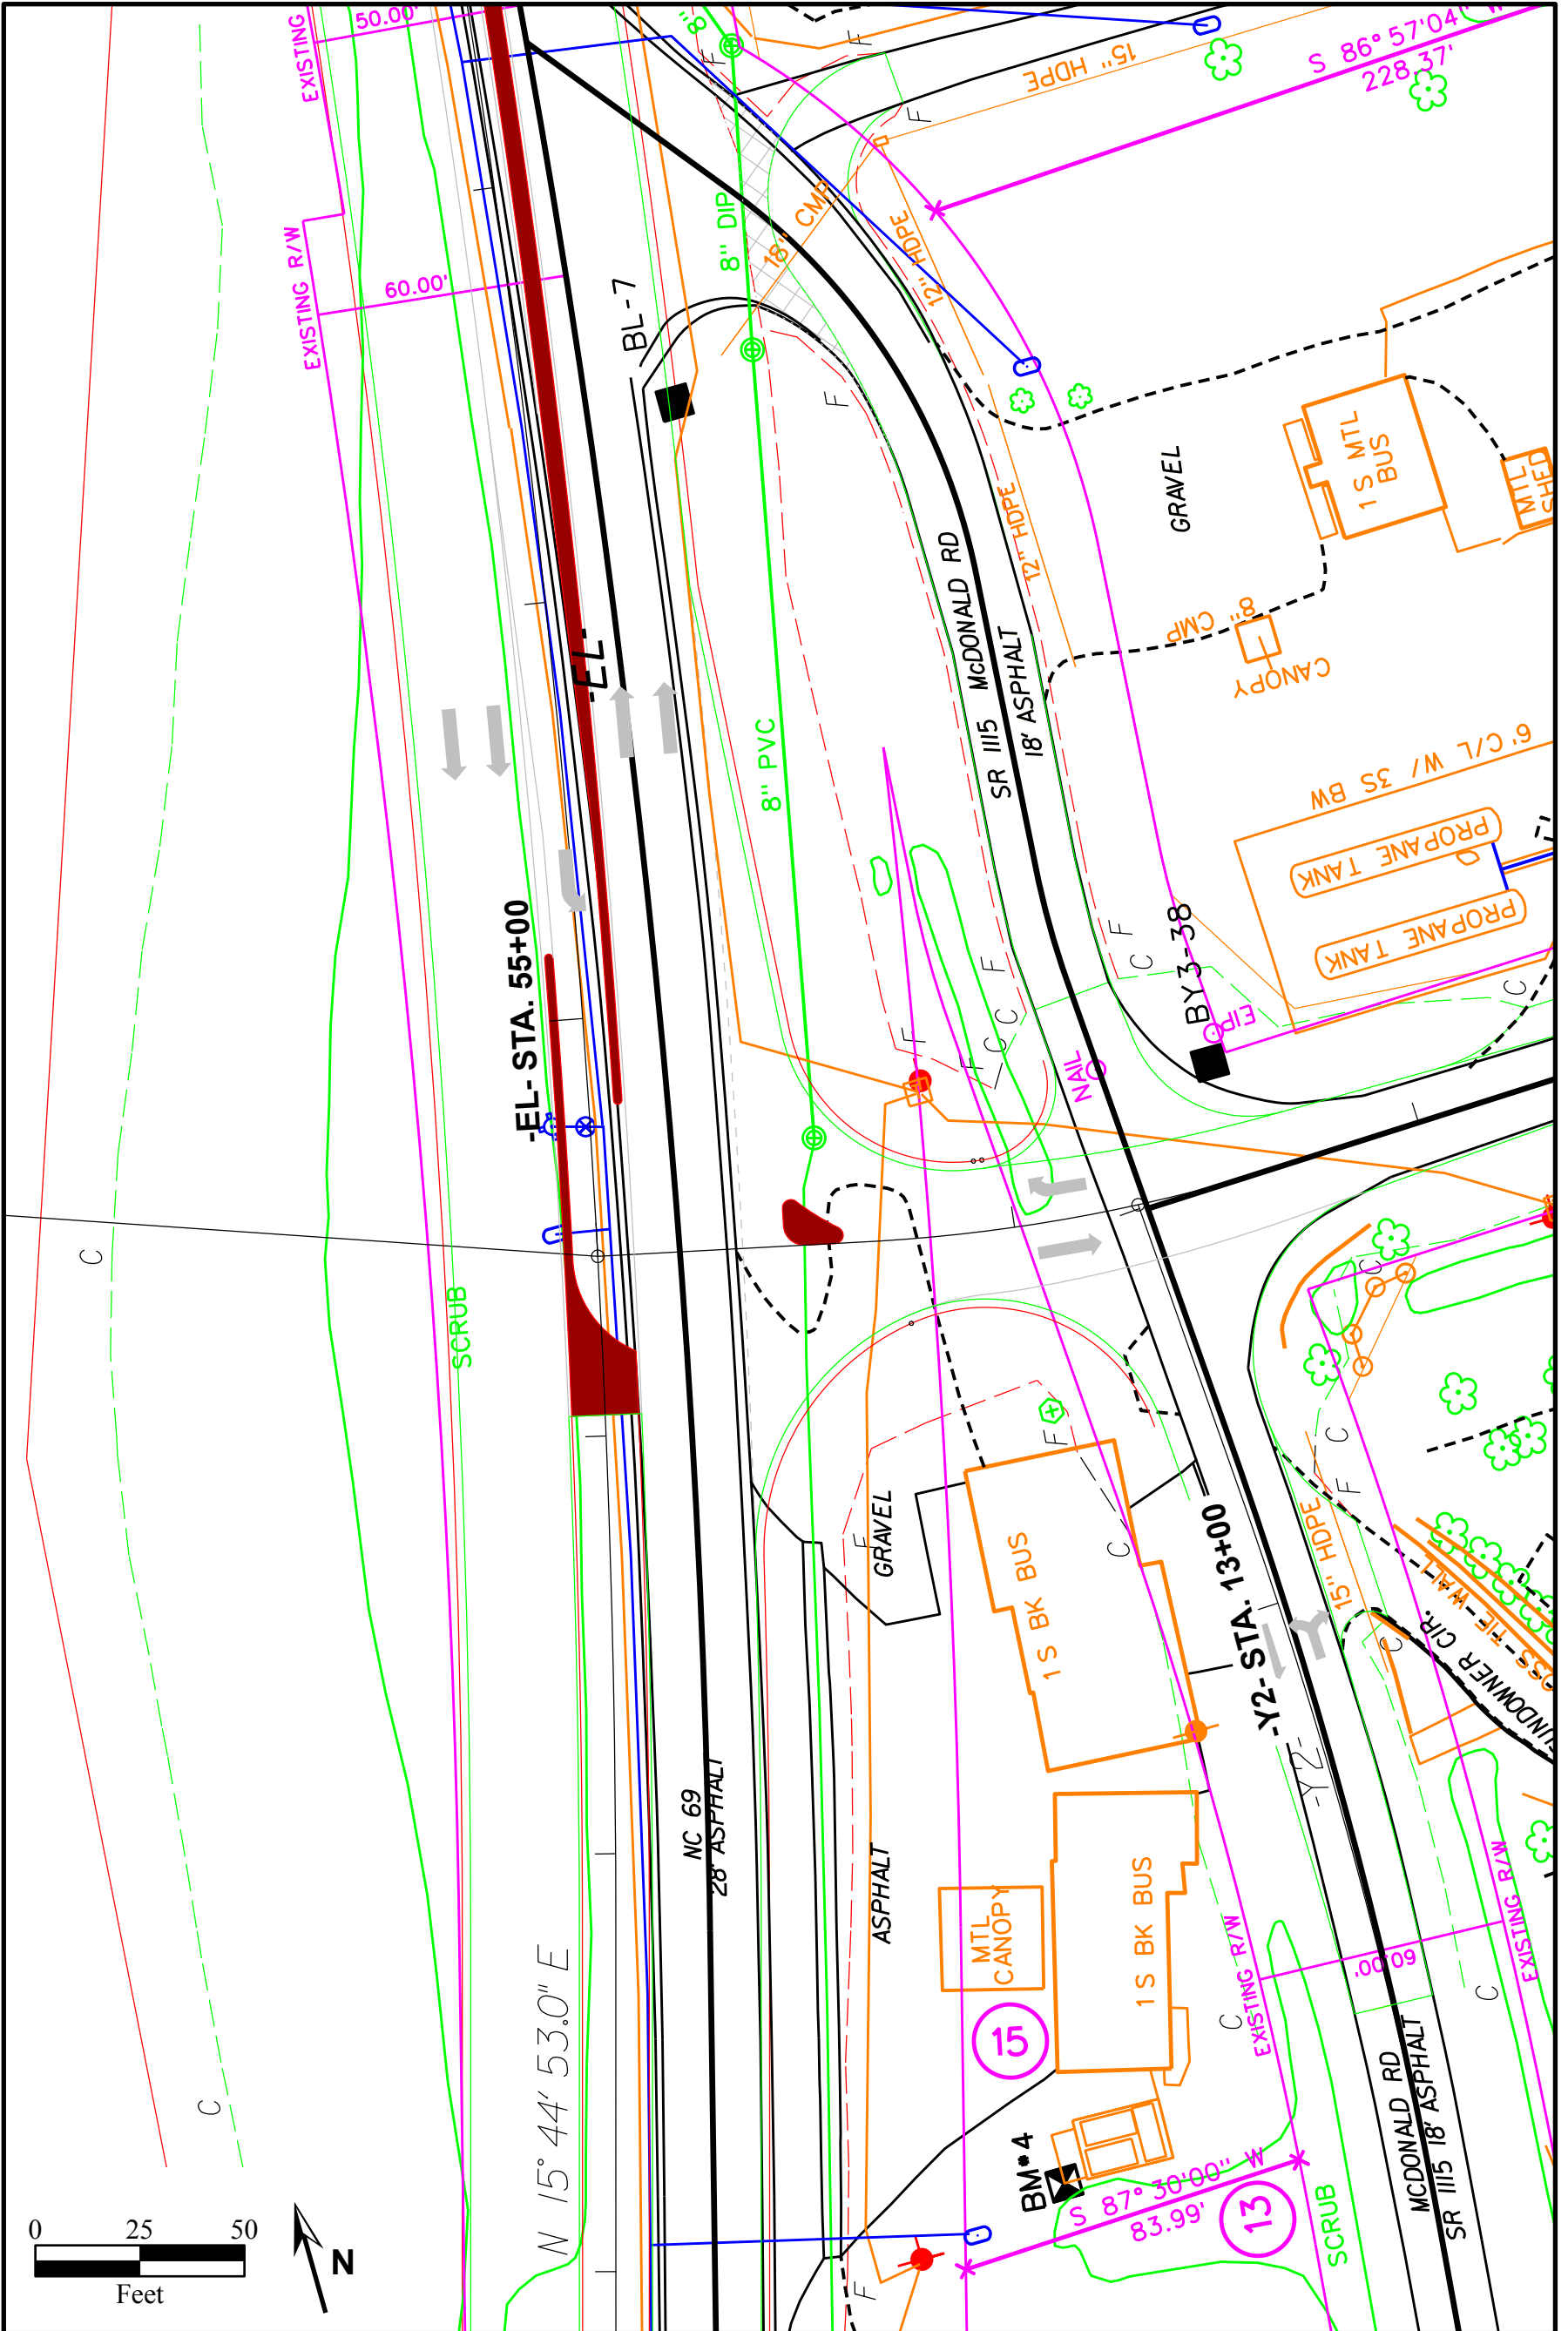 EXISTING
50.00'
8"
F
F
15" HDPE
S 86° 57'04" W
228.37'
F
EXISTING R/W
60.00'
8" DIP
18" CMP
12" HDPE
BL-7
F
GRAVEL
1 S MTL
BUS
MTL
SHED
12" HDPE
8" CMP
CANOPY
-EL-
SR 1115 McDONALD RD
18' ASPHALT
8" PVC
6' C/L W/ 3S BW
PROPANE TANK
PROPANE TANK
-EL- STA. 55+00
F
C
BY3-38
EIP
C
F
C
C
F
F
NAIL
C
SCRUB
C
F
C
GRAVEL
F
C
F
15" HDPE
1 S BK BUS
-Y2- STA. 13+00
C
TIE WALL
-Y2-
NC 69
28' ASPHALT
ASPHALT
MTL
CANOPY
1 S BK BUS
EXISTING R/W
60.00'
EXISTING R/W
C
C
15
N 15° 44' 53.0" E
C
MCDONALD RD
SR 1115 18' ASPHALT
BM#4
S 87° 30'00" W
83.99'
13
SCRUB
F
0 25 50
Feet
N